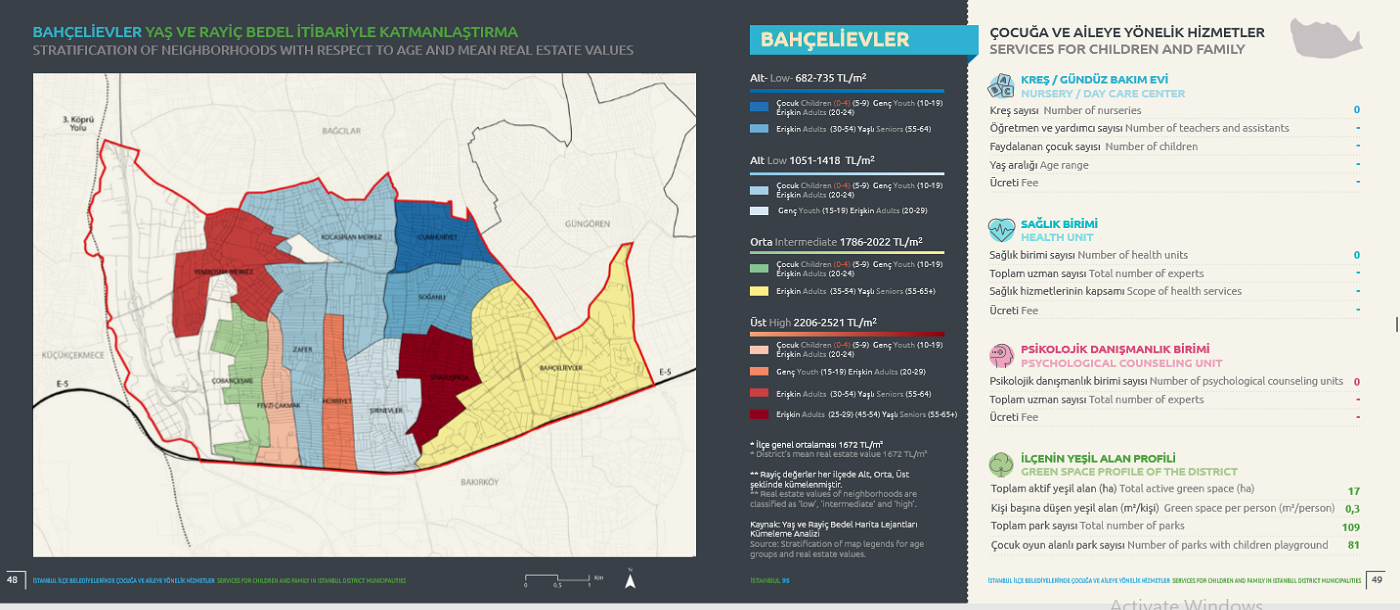 BAHÇELİEVLER YAŞ VE RAYİÇ BEDEL İTİBARİYLE KATMANLAŞTIRMA
STRATIFICATION OF NEIGHBORHOODS WITH RESPECT TO AGE AND MEAN REAL ESTATE VALUES
3. Köprü
Yolu
BAĞCILAR
GÜNGÖREN
KOCASİNAN MERKEZ
CUMHURİYET
YENİBOSNA MERKEZ
SOĞANLI
KÜÇÜKÇEKMECE
ZAFER
E-5
ÇOBANÇEŞME
SİYAVUŞPAŞA
BAHÇELİEVLER
E-5
FEVZİ ÇAKMAK
HÜRRİYET
ŞİRİNEVLER
BAKIRKÖY
48
İSTANBUL İLÇE BELEDİYELERİNDE ÇOCUĞA VE AİLEYE YÖNELİK HİZMETLER SERVICES FOR CHILDREN AND FAMILY IN ISTANBUL DISTRICT MUNICIPALITIES
0 0.5 1 Km
N
BAHÇELİEVLER
Alt- Low- 682-735 TL/m²
Çocuk Children (0-4) (5-9) Genç Youth (10-19)
Erişkin Adults (20-24)
Erişkin Adults (30-54) Yaşlı Seniors (55-64)
Alt Low 1051-1418 TL/m²
Çocuk Children (0-4) (5-9) Genç Youth (10-19)
Erişkin Adults (20-24)
Genç Youth (15-19) Erişkin Adults (20-29)
Orta Intermediate 1786-2022 TL/m²
Çocuk Children (0-4) (5-9) Genç Youth (10-19)
Erişkin Adults (20-24)
Erişkin Adults (35-54) Yaşlı Seniors (55-65+)
Üst High 2206-2521 TL/m²
Çocuk Children (0-4) (5-9) Genç Youth (10-19)
Erişkin Adults (20-24)
Genç Youth (15-19) Erişkin Adults (20-29)
Erişkin Adults (30-54) Yaşlı Seniors (55-64)
Erişkin Adults (25-29) (45-54) Yaşlı Seniors (55-65+)
* İlçe genel ortalaması 1672 TL/m²
* District's mean real estate value 1672 TL/m²
** Rayiç değerler her ilçede Alt, Orta, Üst
şeklinde kümelenmiştir.
** Real estate values of neighborhoods are
classified as 'low', 'intermediate' and 'high'.
Kaynak: Yaş ve Rayiç Bedel Harita Lejantları
Kümeleme Analizi
Source: Stratification of map legends for age
groups and real estate values.
İSTANBUL 95
ÇOCUĞA VE AİLEYE YÖNELİK HİZMETLER
SERVICES FOR CHILDREN AND FAMILY
KREŞ / GÜNDÜZ BAKIM EVİ
NURSERY / DAY CARE CENTER
Kreş sayısı Number of nurseries 0
Öğretmen ve yardımcı sayısı Number of teachers and assistants -
Faydalanan çocuk sayısı Number of children -
Yaş aralığı Age range -
Ücreti Fee -
SAĞLIK BİRİMİ
HEALTH UNIT
Sağlık birimi sayısı Number of health units 0
Toplam uzman sayısı Total number of experts -
Sağlık hizmetlerinin kapsamı Scope of health services -
Ücreti Fee -
PSİKOLOJİK DANIŞMANLIK BİRİMİ
PSYCHOLOGICAL COUNSELING UNIT
Psikolojik danışmanlık birimi sayısı Number of psychological counseling units 0
Toplam uzman sayısı Total number of experts -
Ücreti Fee -
İLÇENİN YEŞİL ALAN PROFİLİ
GREEN SPACE PROFILE OF THE DISTRICT
Toplam aktif yeşil alan (ha) Total active green space (ha) 17
Kişi başına düşen yeşil alan (m²/kişi) Green space per person (m²/person) 0,3
Toplam park sayısı Total number of parks 109
Çocuk oyun alanlı park sayısı Number of parks with children playground 81
İSTANBUL İLÇE BELEDİYELERİNDE ÇOCUĞA VE AİLEYE YÖNELİK HİZMETLER SERVICES FOR CHILDREN AND FAMILY IN ISTANBUL DISTRICT MUNICIPALITIES
49
Activate Windows